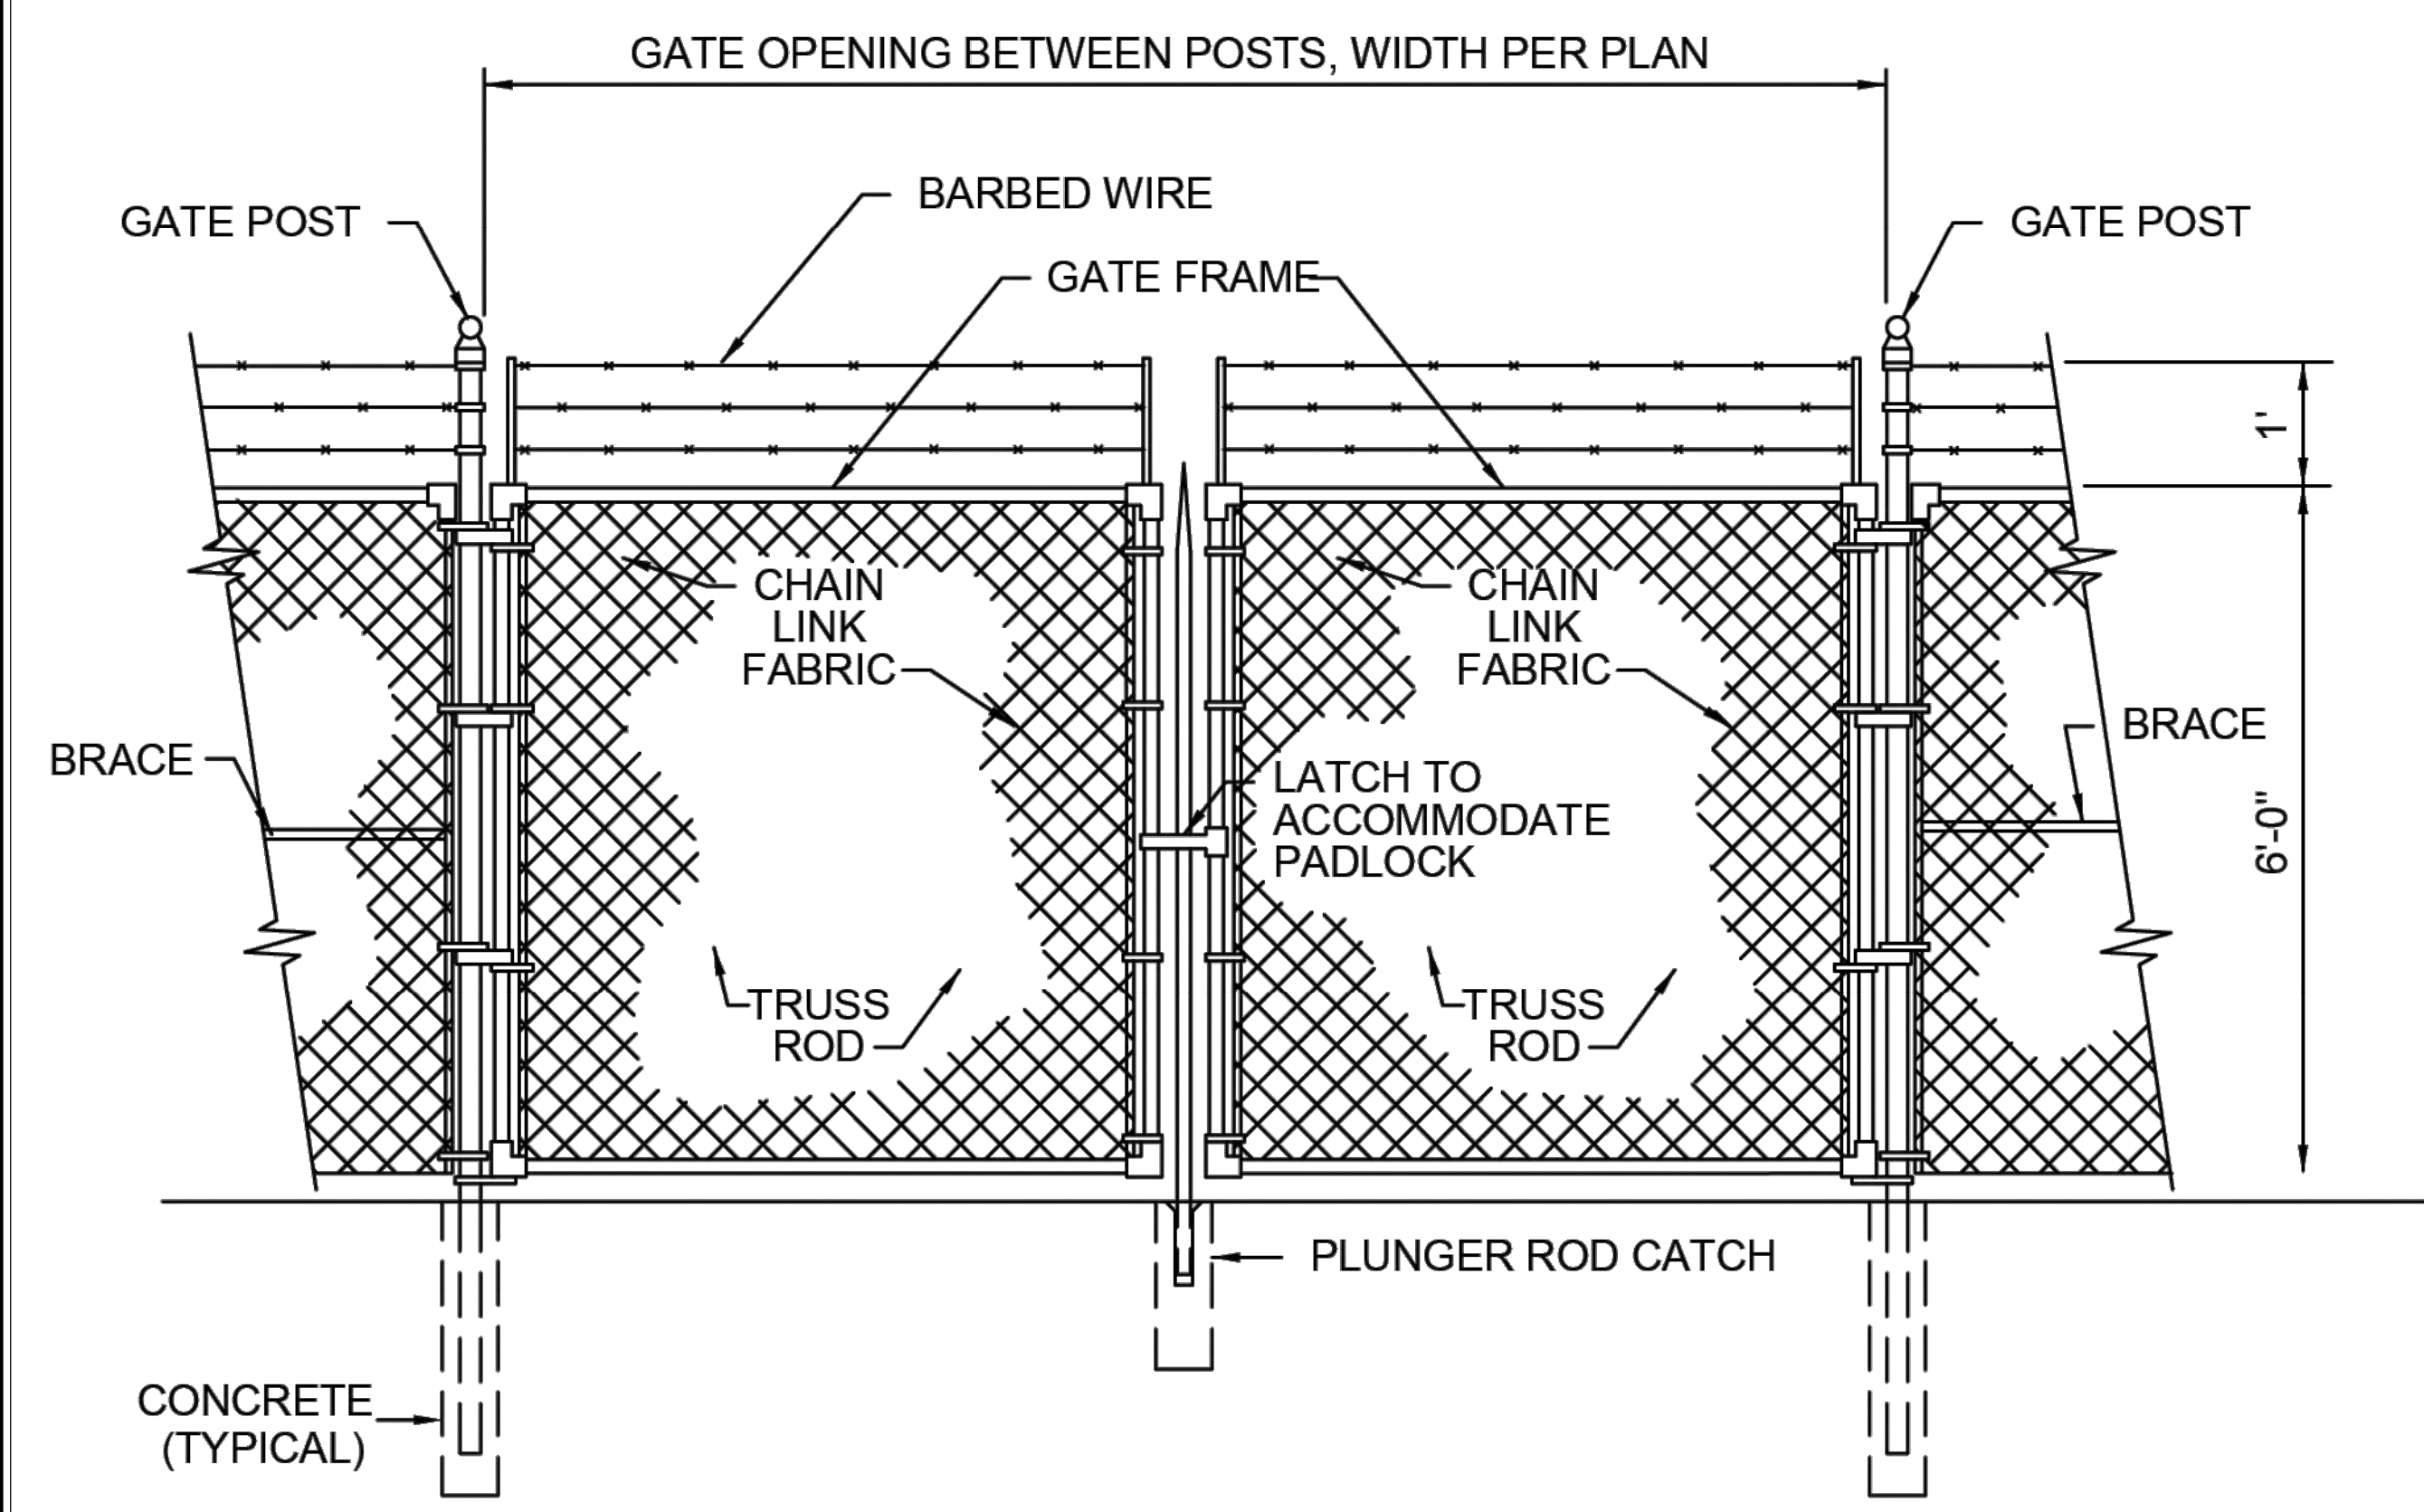 GATE OPENING BETWEEN POSTS, WIDTH PER PLAN
BARBED WIRE
GATE POST
GATE POST
GATE FRAME
1'
CHAIN
LINK
FABRIC
CHAIN
LINK
FABRIC
BRACE
BRACE
LATCH TO
ACCOMMODATE
PADLOCK
6'-0"
TRUSS
ROD
TRUSS
ROD
PLUNGER ROD CATCH
CONCRETE
(TYPICAL)